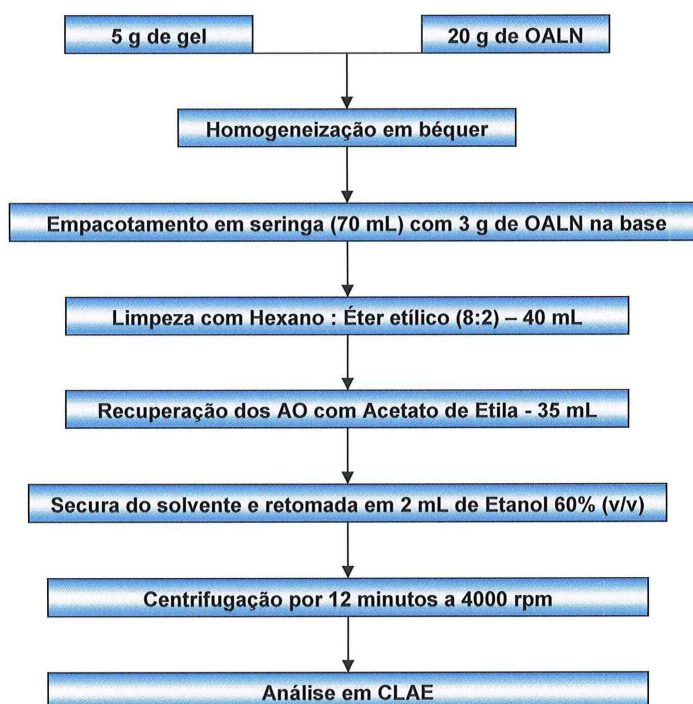 5 g de gel
20 g de OALN
Homogeneização em béquer
Empacotamento em seringa (70 mL) com 3 g de OALN na base
Limpeza com Hexano : Éter etílico (8:2) – 40 mL
Recuperação dos AO com Acetato de Etila - 35 mL
Secura do solvente e retomada em 2 mL de Etanol 60% (v/v)
Centrifugação por 12 minutos a 4000 rpm
Análise em CLAE